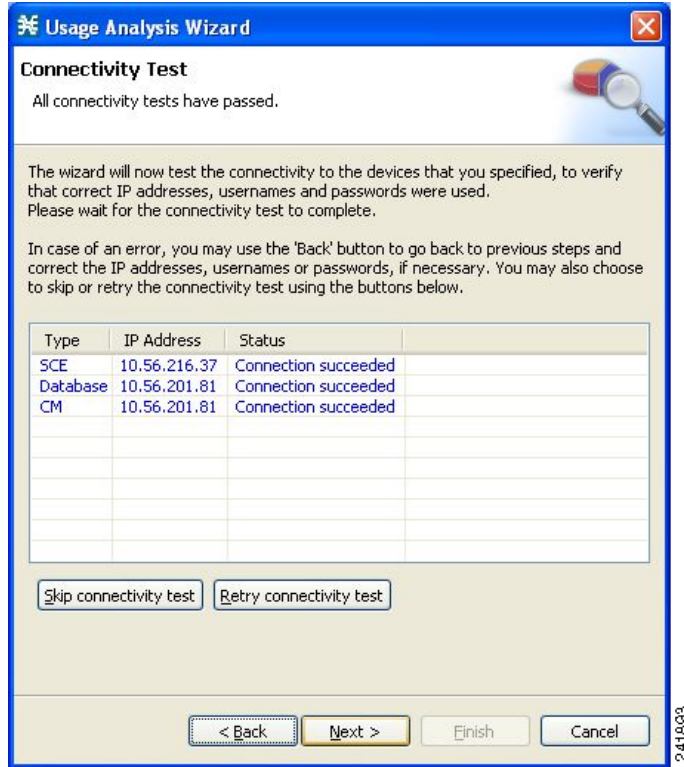 Usage Analysis Wizard
Connectivity Test
All connectivity tests have passed.
The wizard will now test the connectivity to the devices that you specified, to verify
that correct IP addresses, usernames and passwords were used.
Please wait for the connectivity test to complete.
In case of an error, you may use the 'Back' button to go back to previous steps and
correct the IP addresses, usernames or passwords, if necessary. You may also choose
to skip or retry the connectivity test using the buttons below.
Type IP Address Status
SCE 10.56.216.37 Connection succeeded
Database 10.56.201.81 Connection succeeded
CM 10.56.201.81 Connection succeeded
Skip connectivity test Retry connectivity test
< Back Next > Finish Cancel
241893